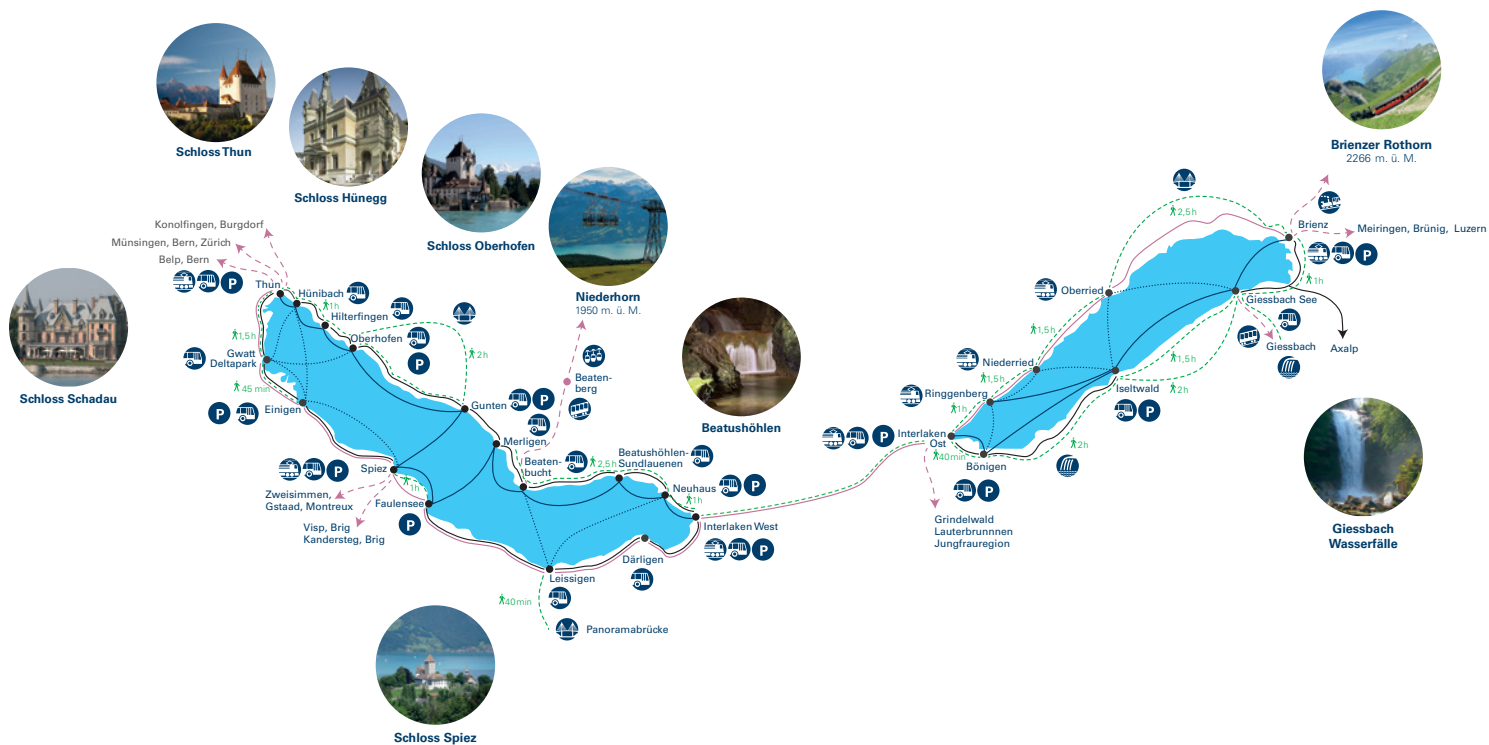 Schloss Thun
Schloss Hünegg
Schloss Oberhofen
Niederhorn
1950 m. ü. M.
Beatushöhlen
Brienzer Rothorn
2266 m. ü. M.
Schloss Schadau
Schloss Spiez
Giessbach
Wasserfälle
Konolfingen, Burgdorf
Münsingen, Bern, Zürich
Belp, Bern
P
Thun
Hünibach
1h
Hilterfingen
Oberhofen
P
2h
1,5h
Gwatt
Deltapark
45 min
P
Einigen
Gunten
P
Merligen
Beaten-
berg
Beaten-
bucht
2,5h
Beatushöhlen-
Sundlauenen
Neuhaus
P
1h
Interlaken West
P
Spiez
P
1h
Zweisimmen,
Gstaad, Montreux
Faulensee
P
Visp, Brig
Kandersteg, Brig
Därligen
Leissigen
40min
Panoramabrücke
2,5h
Brienz
Meiringen, Brünig, Luzern
P
1h
Oberried
Giessbach See
Giessbach
Axalp
1,5h
Niederried
1,5h
1,5h
Iseltwald
2h
P
Ringgenberg
1h
P
Interlaken
Ost
40min
Bönigen
P
2h
Grindelwald
Lauterbrunnnen
Jungfrauregion